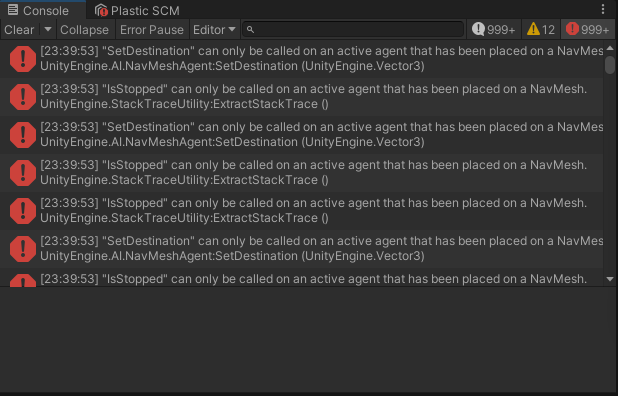 Console Plastic SCM
Clear Collapse Error Pause Editor 999+ 12 999+
[23:39:53] "SetDestination" can only be called on an active agent that has been placed on a NavMes
UnityEngine.AI.NavMeshAgent:SetDestination (UnityEngine.Vector3)
[23:39:53] "IsStopped" can only be called on an active agent that has been placed on a NavMesh.
UnityEngine.StackTraceUtility:ExtractStackTrace ()
[23:39:53] "SetDestination" can only be called on an active agent that has been placed on a NavMes
UnityEngine.AI.NavMeshAgent:SetDestination (UnityEngine.Vector3)
[23:39:53] "IsStopped" can only be called on an active agent that has been placed on a NavMesh.
UnityEngine.StackTraceUtility:ExtractStackTrace ()
[23:39:53] "IsStopped" can only be called on an active agent that has been placed on a NavMesh.
UnityEngine.StackTraceUtility:ExtractStackTrace ()
[23:39:53] "SetDestination" can only be called on an active agent that has been placed on a NavMes
UnityEngine.AI.NavMeshAgent:SetDestination (UnityEngine.Vector3)
[23:39:53] "IsStopped" can only be called on an active agent that has been placed on a NavMesh.